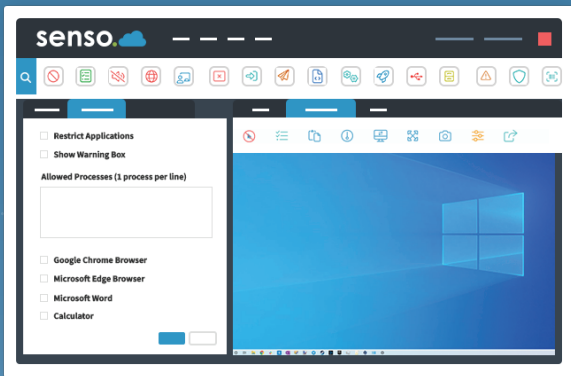 senso.
Restrict Applications
Show Warning Box
Allowed Processes (1 process per line)
Google Chrome Browser
Microsoft Edge Browser
Microsoft Word
Calculator